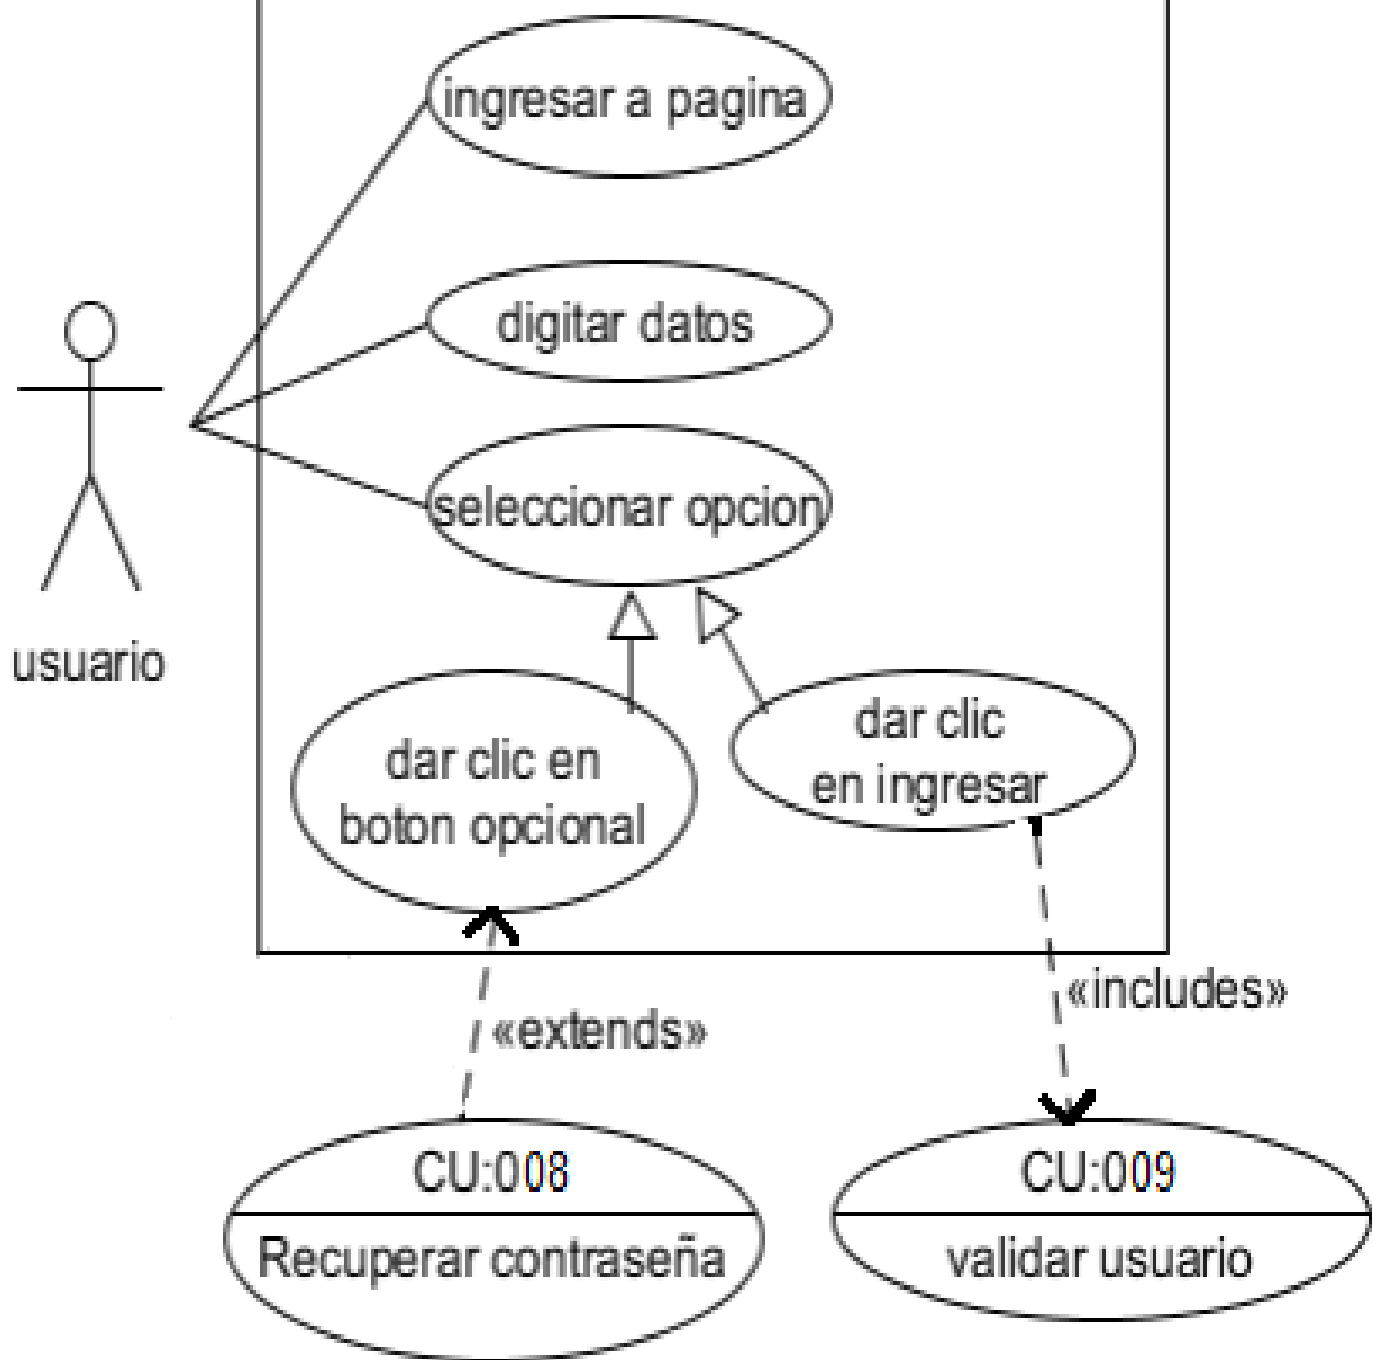 ingresar a pagina
digitar datos
seleccionar opcion
usuario
dar clic en
boton opcional
dar clic
en ingresar
«includes»
«extends»
CU:008
Recuperar contraseña
CU:009
validar usuario